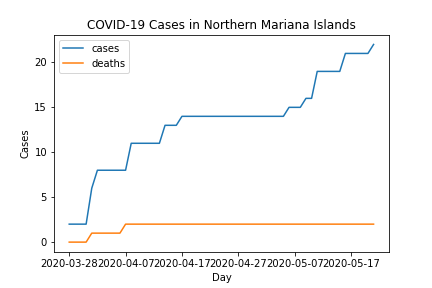 COVID-19 Cases in Northern Mariana Islands
cases
deaths
20
15
10
5
0
Cases
2020-03-28 2020-04-07 2020-04-17 2020-04-27 2020-05-07 2020-05-17
Day